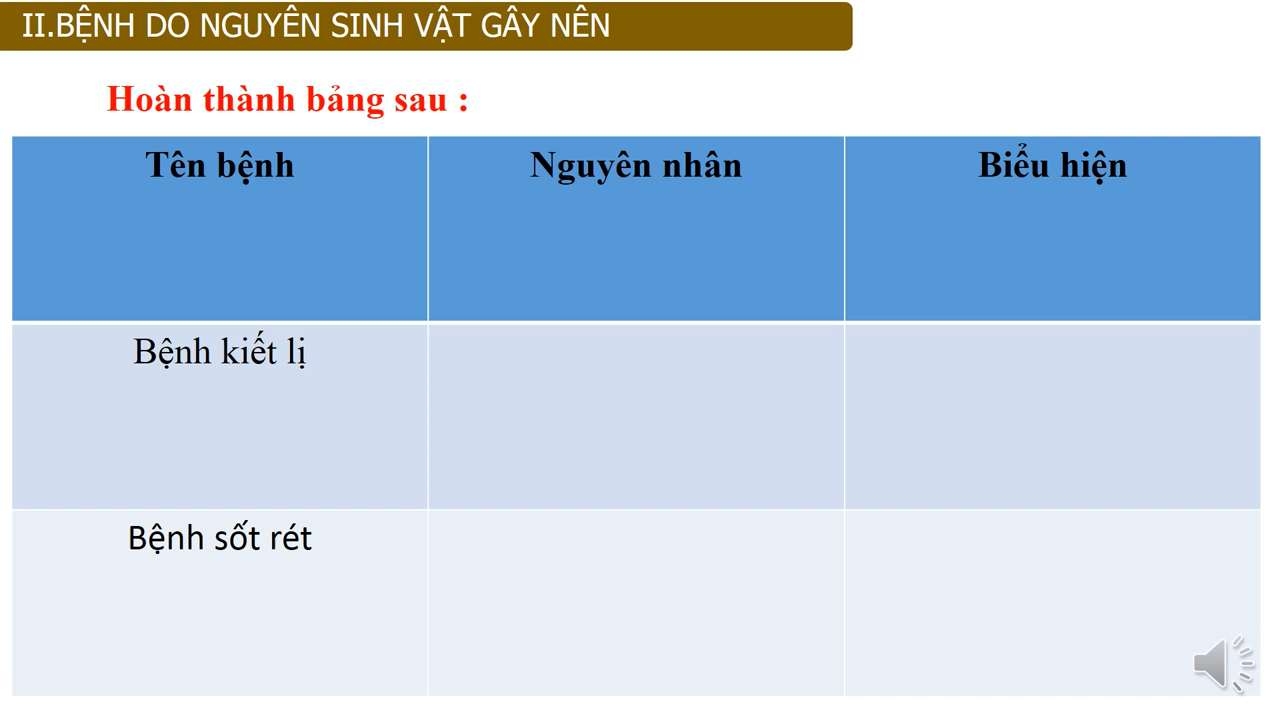 II.BỆNH DO NGUYÊN SINH VẬT GÂY NÊN
Hoàn thành bảng sau :
Tên bệnh
Nguyên nhân
Biểu hiện
Bệnh kiết lị
Bệnh sốt rét